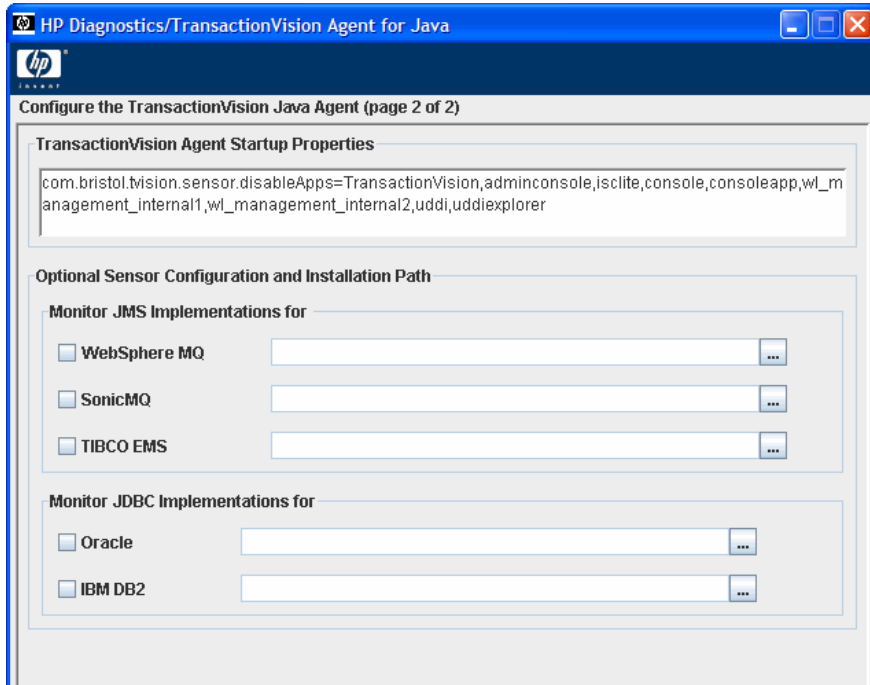 HP Diagnostics/TransactionVision Agent for Java
hp
invent
Configure the TransactionVision Java Agent (page 2 of 2)
TransactionVision Agent Startup Properties
com.bristol.tvision.sensor.disableApps=TransactionVision,adminconsole,isclite,console,consoleapp,wl_m
anagement_internal1,wl_management_internal2,uddi,uddiexplorer
Optional Sensor Configuration and Installation Path
Monitor JMS Implementations for
WebSphere MQ ...
SonicMQ ...
TIBCO EMS ...
Monitor JDBC Implementations for
Oracle ...
IBM DB2 ...